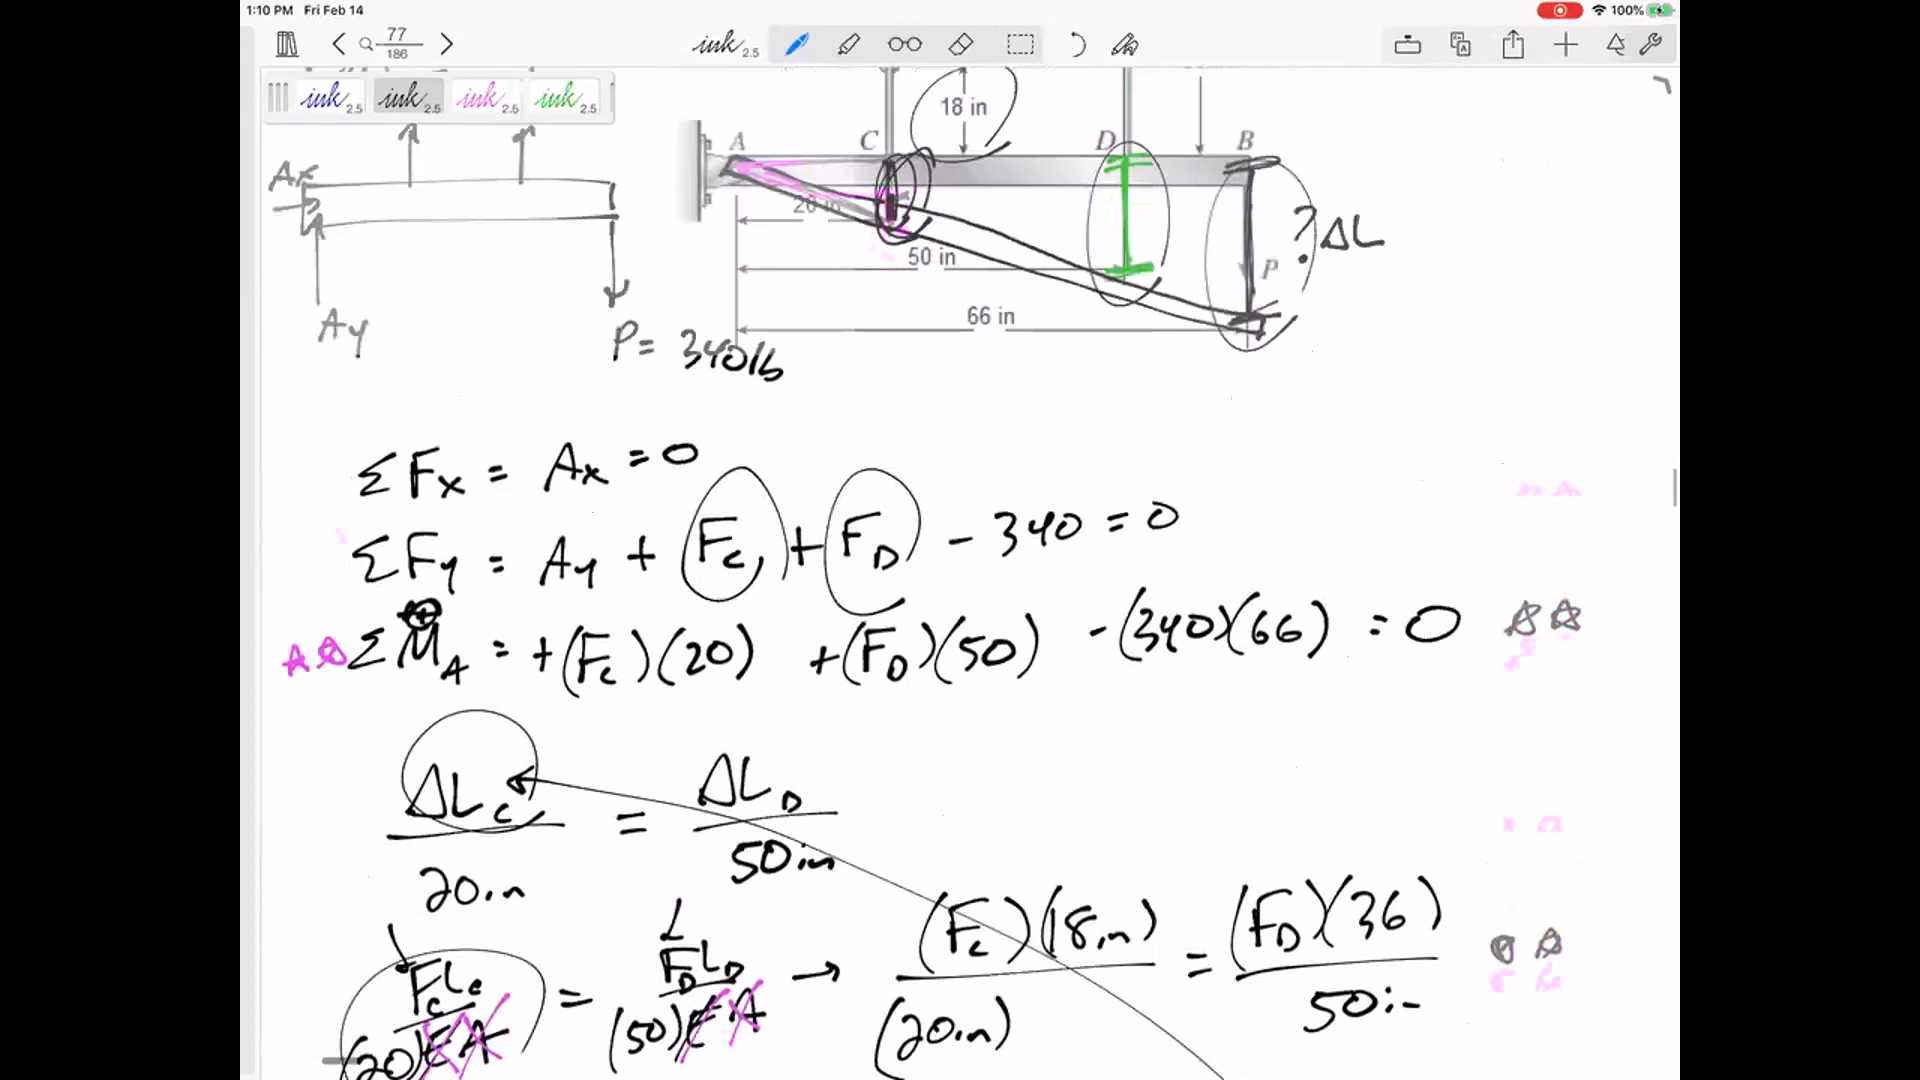 1:10 PM Fri Feb 14
100%
77
186
ink 2.5
ink 2.5 ink 2.5 ink 2.5 ink 2.5
18 in
A C D B
Ax
20 in
? ΔL
50 in
P
Ay
66 in
P = 340 lb
ΣFx = Ax = 0
ΣFy = Ay + Fc + FD - 340 = 0
ΣMA = +(Fc)(20) +(FD)(50) -(340)(66) = 0
ΔLc / 20in = ΔLD / 50in
FcLc / (20)EA = FDLD / (50)EA → (Fc)(18in) / (20in) = (FD)(36) / 50in